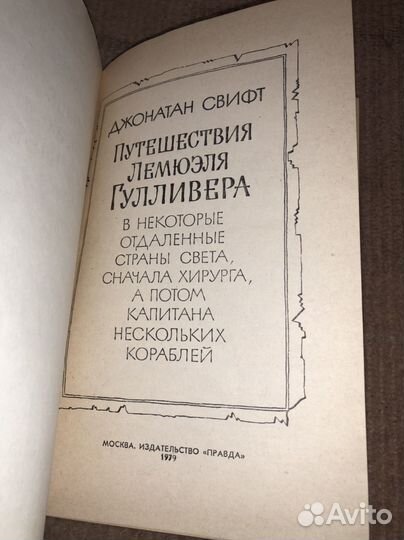 ДЖОНАТАН СВИФТ
ПУТЕШЕСТВИЯ
ЛЕМЮЭЛЯ
ГУЛЛИВЕРА
В НЕКОТОРЫЕ
ОТДАЛЕННЫЕ
СТРАНЫ СВЕТА,
СНАЧАЛА ХИРУРГА,
А ПОТОМ
КАПИТАНА
НЕСКОЛЬКИХ
КОРАБЛЕЙ
МОСКВА. ИЗДАТЕЛЬСТВО «ПРАВДА»
1979
Avito